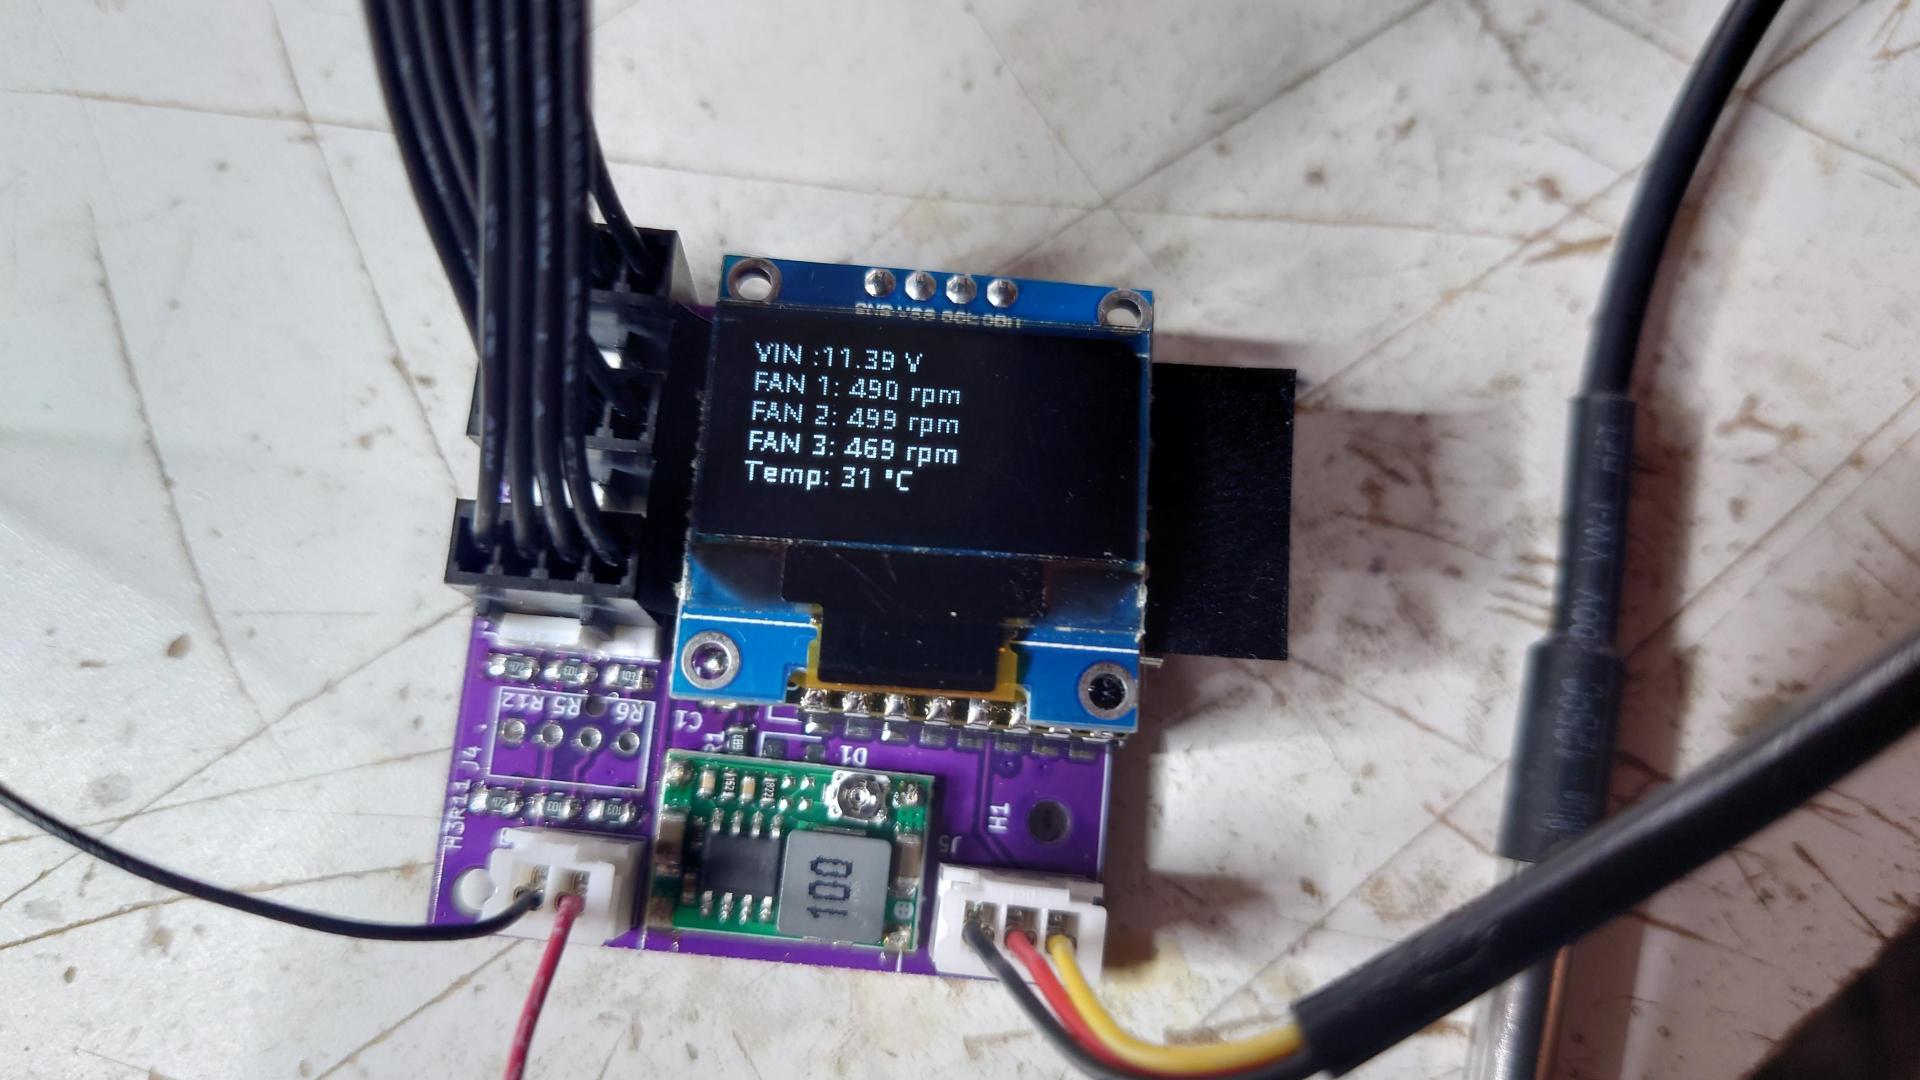 VIN :11.39 V
FAN 1: 490 rpm
FAN 2: 499 rpm
FAN 3: 469 rpm
Temp: 31 °C
R12 R5 R6
C1
D1
J4
H1
J5
100